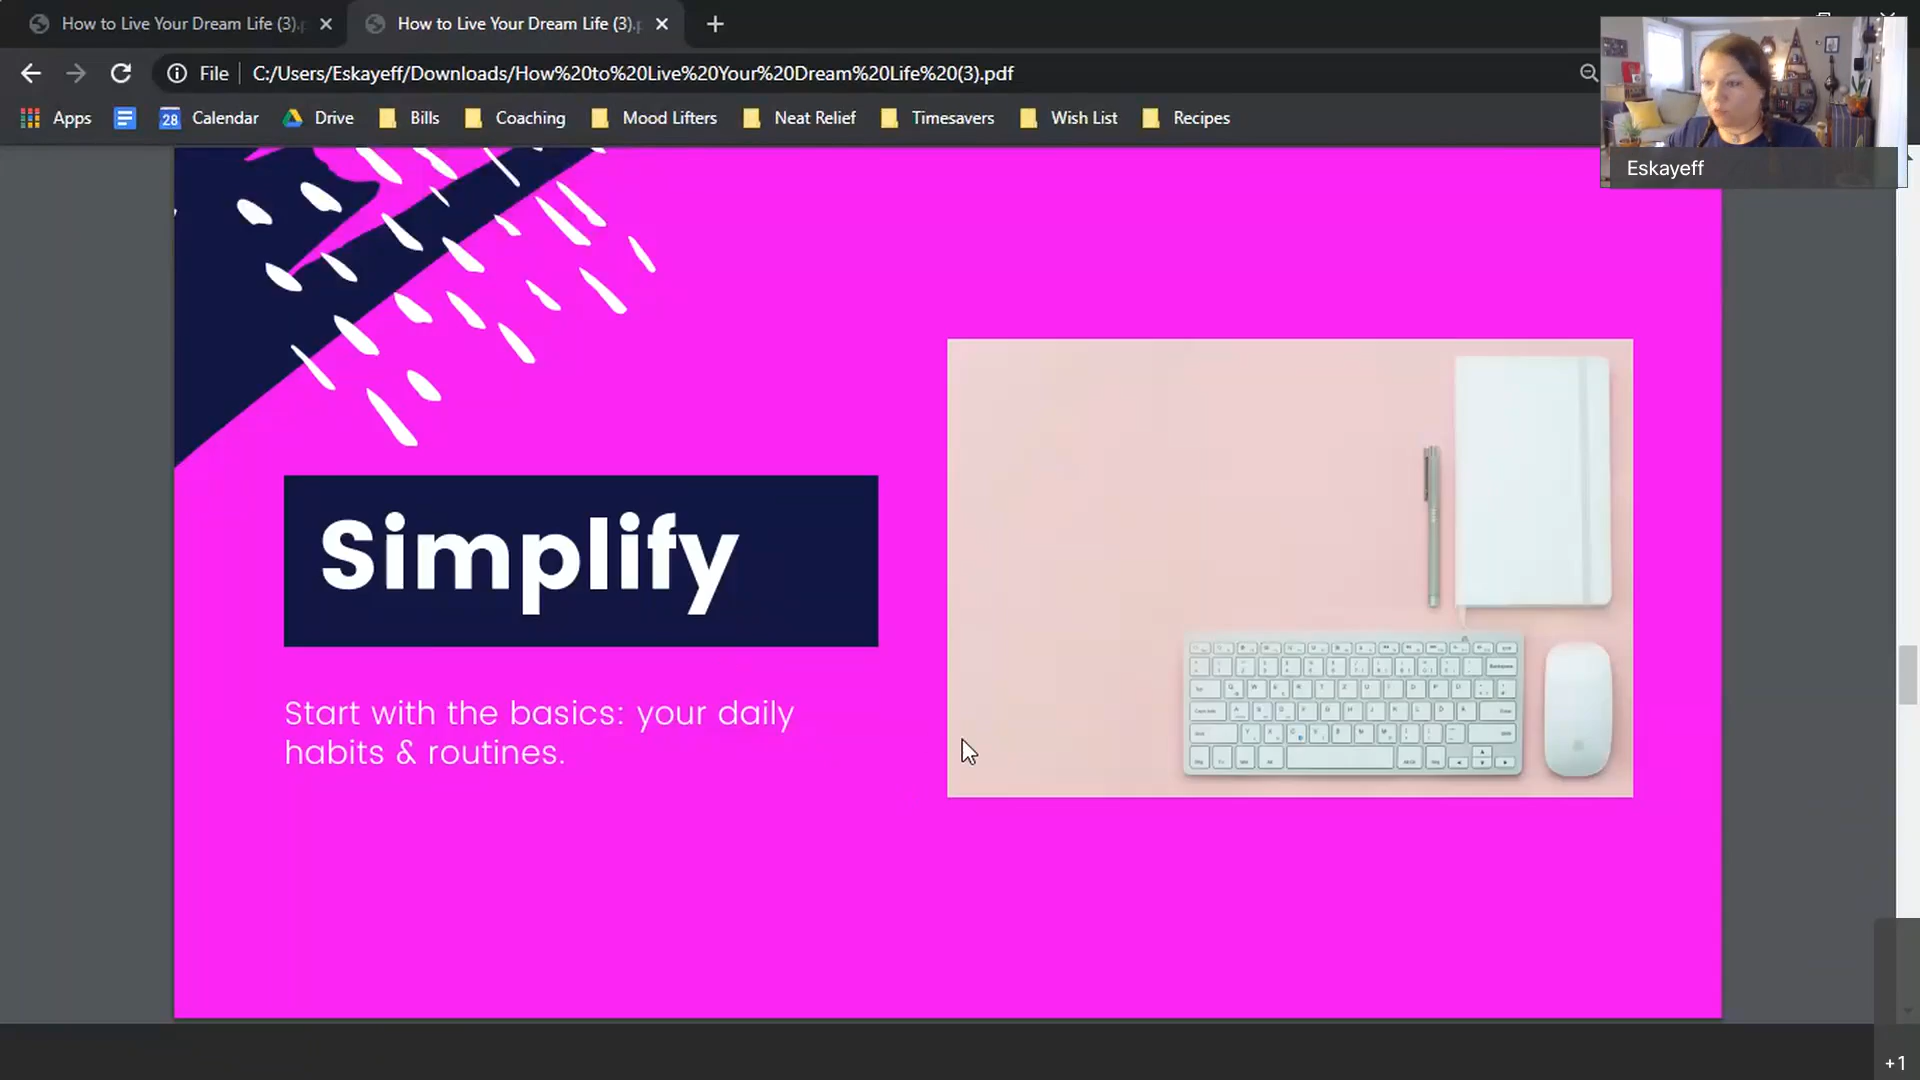 How to Live Your Dream Life (3).p
How to Live Your Dream Life (3).p
File
C:/Users/Eskayeff/Downloads/How%20to%20Live%20Your%20Dream%20Life%20(3).pdf
Apps
28
Calendar
Drive
Bills
Coaching
Mood Lifters
Neat Relief
Timesavers
Wish List
Recipes
Eskayeff
Simplify
Start with the basics: your daily
habits & routines.
+1